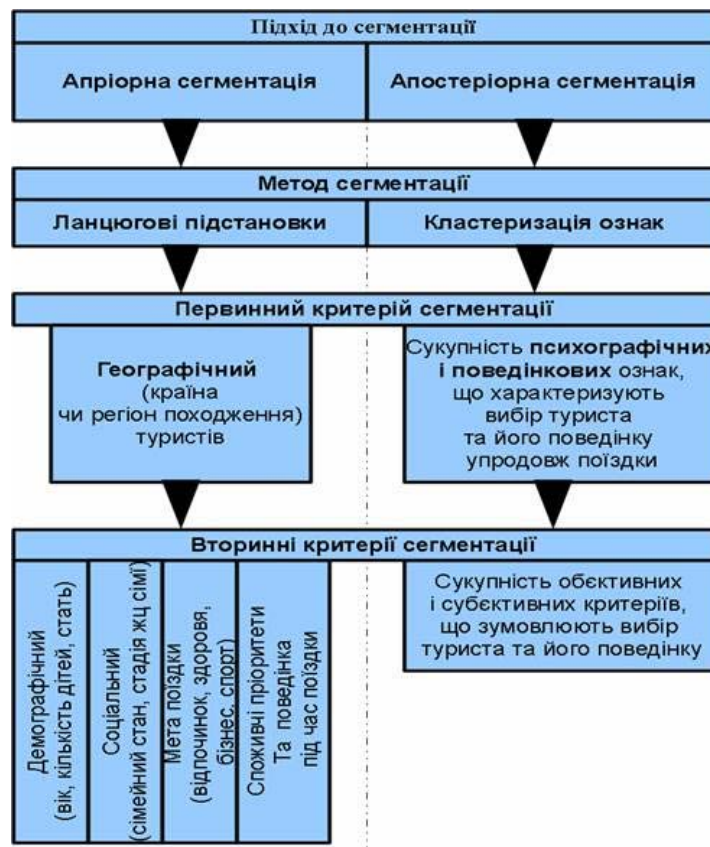 Підхід до сегментації
Апріорна сегментація
Апостеріорна сегментація
Метод сегментації
Ланцюгові підстановки
Кластеризація ознак
Первинний критерій сегментації
Географічний
(країна
чи регіон походження)
туристів
Сукупність психографічних
і поведінкових ознак,
що характеризують
вибір туриста
та його поведінку
упродовж поїздки
Вторинні критерії сегментації
Демографічний
(вік, кількість дітей, стать)
Соціальний
(сімейний стан, стадія жц сімї)
Мета поїздки
(відпочинок, здоровя,
бізнес, спорт)
Споживчі пріоритети
Та поведінка
під час поїздки
Сукупність обєктивних
і субєктивних критеріїв,
що зумовлюють вибір
туриста та його поведінку